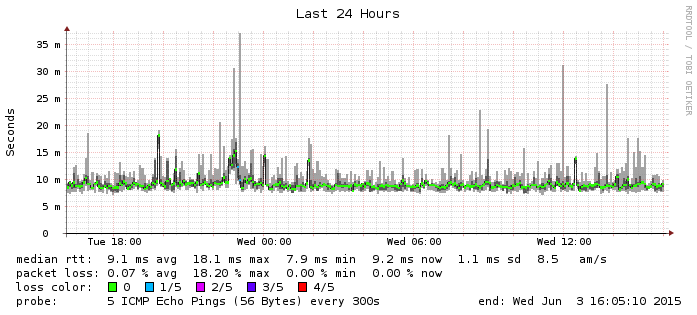 Last 24 Hours
RRDTOOL / TOBI OETIKER
Seconds
35 m
30 m
25 m
20 m
15 m
10 m
5 m
0
Tue 18:00 Wed 00:00 Wed 06:00 Wed 12:00
median rtt: 9.1 ms avg 18.1 ms max 7.9 ms min 9.2 ms now 1.1 ms sd 8.5 am/s
packet loss: 0.07 % avg 18.20 % max 0.00 % min 0.00 % now
loss color: 0 1/5 2/5 3/5 4/5
probe: 5 ICMP Echo Pings (56 Bytes) every 300s end: Wed Jun 3 16:05:10 2015